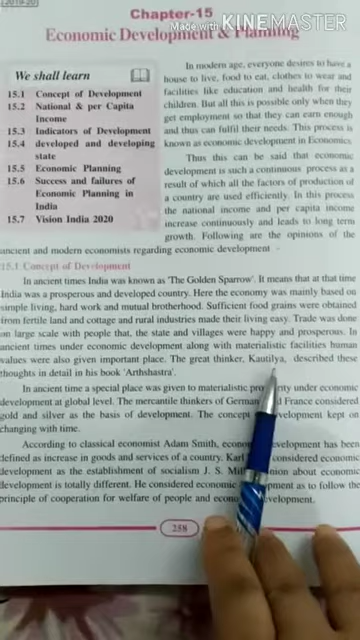 2019-20
Made with KINEMASTER
Chapter-15
Economic Development & Planning
We shall learn
15.1 Concept of Development
15.2 National & per Capita
Income
15.3 Indicators of Development
15.4 developed and developing
state
15.5 Economic Planning
15.6 Success and failures of
Economic Planning in
India
15.7 Vision India 2020
In modern age, everyone desires to have a
house to live, food to eat, clothes to wear and
facilities like education and health for their
children. But all this is possible only when they
get employment so that they can earn enough
and thus can fulfil their needs. This process is
known as economic development in Economics.
Thus this can be said that economic
development is such a continuous process as a
result of which all the factors of production of
a country are used efficiently. In this process
the national income and per capita income
increase continuously and leads to long term
growth. Following are the opinions of the
ancient and modern economists regarding economic development -
15.1 Concept of Development
In ancient times India was known as 'The Golden Sparrow'. It means that at that time
India was a prosperous and developed country. Here the economy was mainly based on
simple living, hard work and mutual brotherhood. Sufficient food grains were obtained
from fertile land and cottage and rural industries made their living easy. Trade was done
on large scale with people that, the state and villages were happy and prosperous. In
ancient times under economic development along with materialistic facilities human
values were also given important place. The great thinker, Kautilya, described these
thoughts in detail in his book 'Arthshastra'.
In ancient time a special place was given to materialistic under economic
development at global level. The mercantile thinkers of France considered
gold and silver as the basis of development. The concept kept on
changing with time.
According to classical economist Adam Smith, has been
defined as increase in goods and services of country. Karl considered economic
development as the establishment of socialism J. S. about economic
development is totally different. He considered economic as to follow the
principle of cooperation for welfare of people and
258